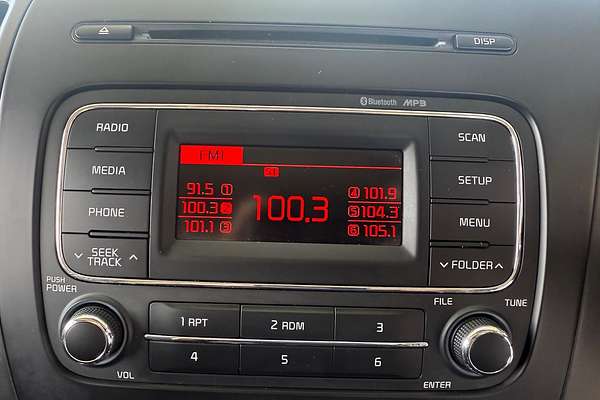 DISP
Bluetooth MP3
RADIO
MEDIA
PHONE
SEEK
TRACK
FM1
ST
91.5 1
100.3 2
101.1 3
100.3
4 101.9
5 104.3
6 105.1
SCAN
SETUP
MENU
FOLDER
PUSH
POWER
VOL
1 RPT
2 RDM
3
4
5
6
FILE
TUNE
ENTER